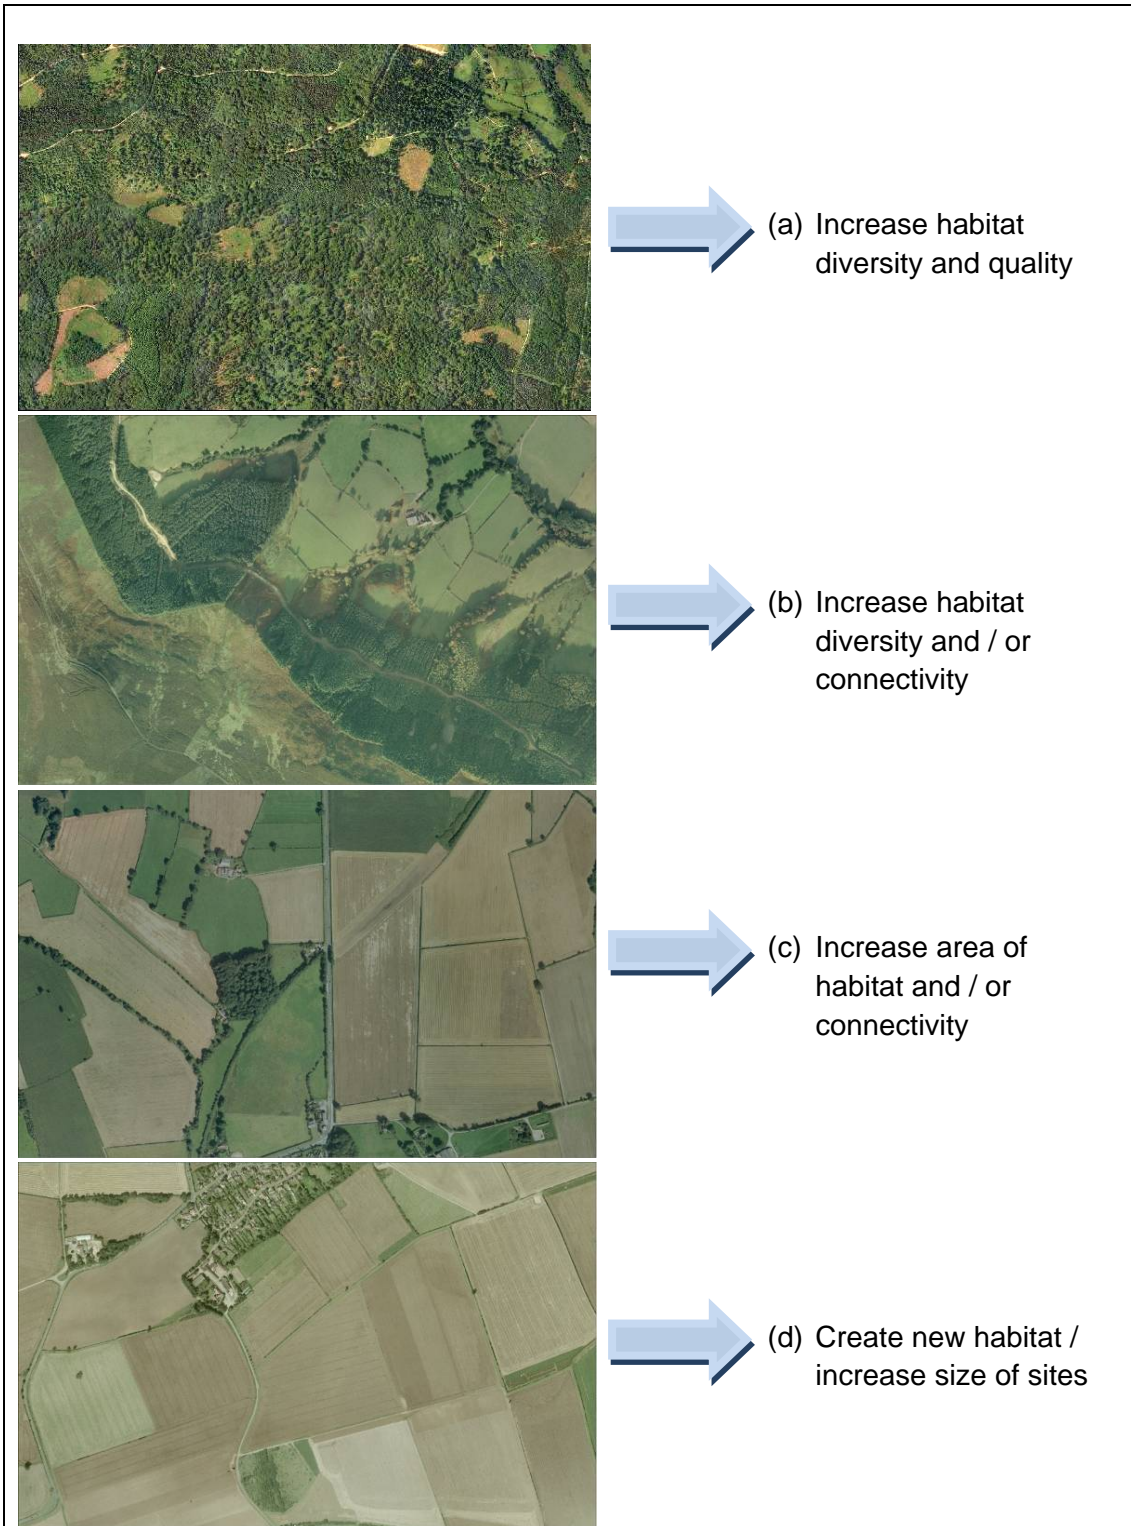 (a) Increase habitat
diversity and quality
(b) Increase habitat
diversity and / or
connectivity
(c) Increase area of
habitat and / or
connectivity
(d) Create new habitat /
increase size of sites